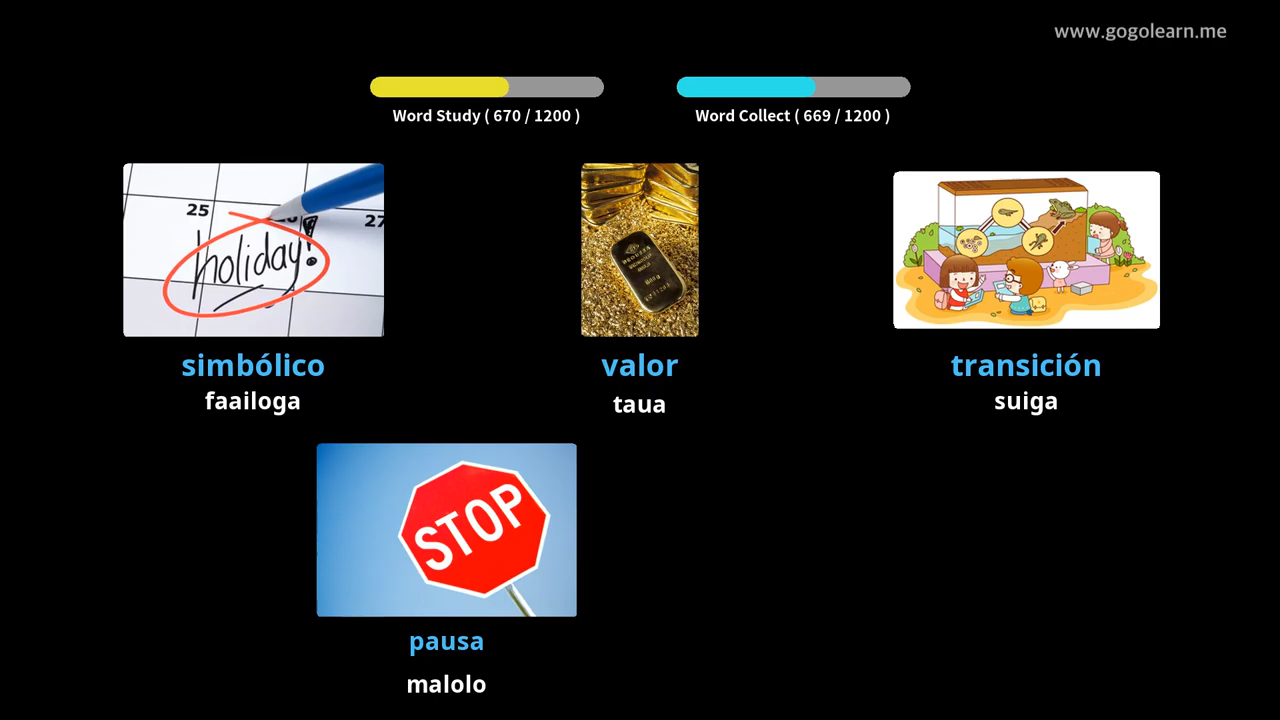 www.gogolearn.me
Word Study ( 670 / 1200 )
Word Collect ( 669 / 1200 )
25
27
holiday!
simbólico
faailoga
valor
taua
transición
suiga
STOP
pausa
malolo